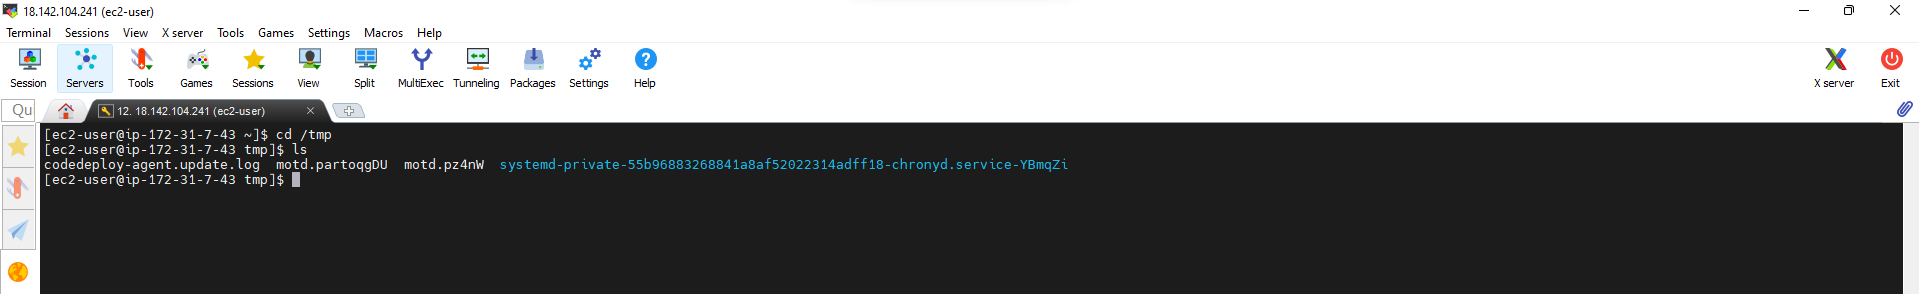 18.142.104.241 (ec2-user)
Terminal Sessions View X server Tools Games Settings Macros Help
Session Servers Tools Games Sessions View Split MultiExec Tunneling Packages Settings Help X server Exit
Qu 12. 18.142.104.241 (ec2-user)
[ec2-user@ip-172-31-7-43 ~]$ cd /tmp
[ec2-user@ip-172-31-7-43 tmp]$ ls
codedeploy-agent.update.log motd.partoqgDU motd.pz4nW systemd-private-55b96883268841a8af52022314adff18-chronyd.service-YBmqZi
[ec2-user@ip-172-31-7-43 tmp]$